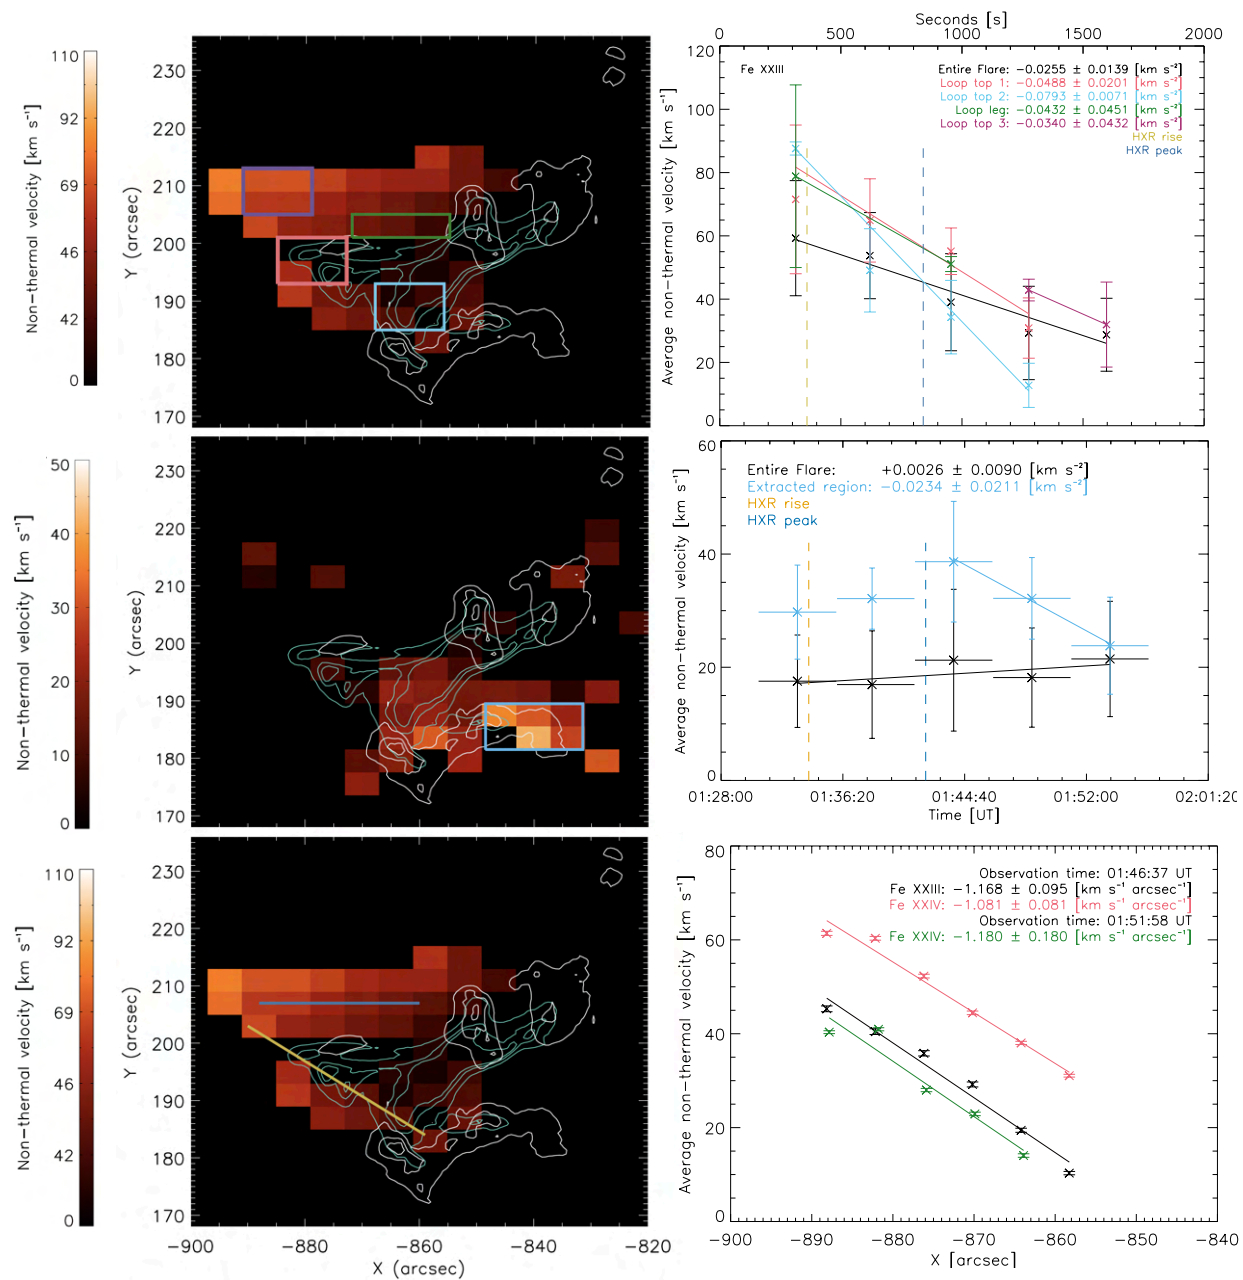 Seconds [s]
0 500 1000 1500 2000
110
92
69
46
42
0
Non-thermal velocity [km s⁻¹]
230
220
210
200
190
180
170
Y (arcsec)
120
100
80
60
40
20
0
Average non-thermal velocity [km s⁻¹]
Fe XXIII
Entire Flare: -0.0255 ± 0.0139 [km s⁻²]
Loop top 1: -0.0488 ± 0.0201 [km s⁻²]
Loop top 2: -0.0793 ± 0.0071 [km s⁻²]
Loop leg: -0.0432 ± 0.0451 [km s⁻²]
Loop top 3: -0.0340 ± 0.0432 [km s⁻²]
HXR rise
HXR peak
50
40
30
20
10
0
Non-thermal velocity [km s⁻¹]
230
220
210
200
190
180
170
Y (arcsec)
60
40
20
0
Average non-thermal velocity [km s⁻¹]
Entire Flare: +0.0026 ± 0.0090 [km s⁻²]
Extracted region: -0.0234 ± 0.0211 [km s⁻²]
HXR rise
HXR peak
01:28:00 01:36:20 01:44:40 01:52:00 02:01:20
Time [UT]
110
92
69
46
42
0
Non-thermal velocity [km s⁻¹]
230
220
210
200
190
180
170
Y (arcsec)
-900 -880 -860 -840 -820
X (arcsec)
80
60
40
20
0
Average non-thermal velocity [km s⁻¹]
Observation time: 01:46:37 UT
Fe XXIII: -1.168 ± 0.095 [km s⁻¹ arcsec⁻¹]
Fe XXIV: -1.081 ± 0.081 [km s⁻¹ arcsec⁻¹]
Observation time: 01:51:58 UT
Fe XXIV: -1.180 ± 0.180 [km s⁻¹ arcsec⁻¹]
-900 -890 -880 -870 -860 -850 -840
X [arcsec]